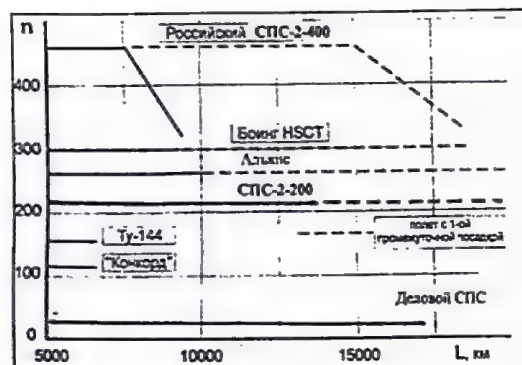 n
Российский СПС-2-400
400
Боинг HSCT
300
Альянс
СПС-2-200
200
Ту-144
полет с 1-ой
промежуточной посадкой
"Конкорд"
100
Деловой СПС
0
5000
10000
15000
L, км